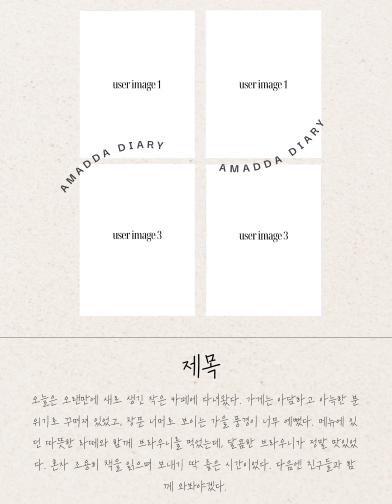 user image 1
user image 1
AMADDA DIARY
AMADDA DIARY
user image 3
user image 3
제목
오늘은 오랜만에 새로 생긴 작은 카페에 다녀왔다. 가게는 아담하고 아늑한 분
위기로 꾸며져 있었고, 창문 너머로 보이는 가을 풍경이 너무 예뻤다. 메뉴에 있
던 따뜻한 라떼와 함께 브라우니를 먹었는데, 달콤한 브라우니가 정말 맛있었
다. 혼자 조용히 책을 읽으며 보내기 딱 좋은 시간이었다. 다음엔 친구들과 함
께 와봐야겠다.